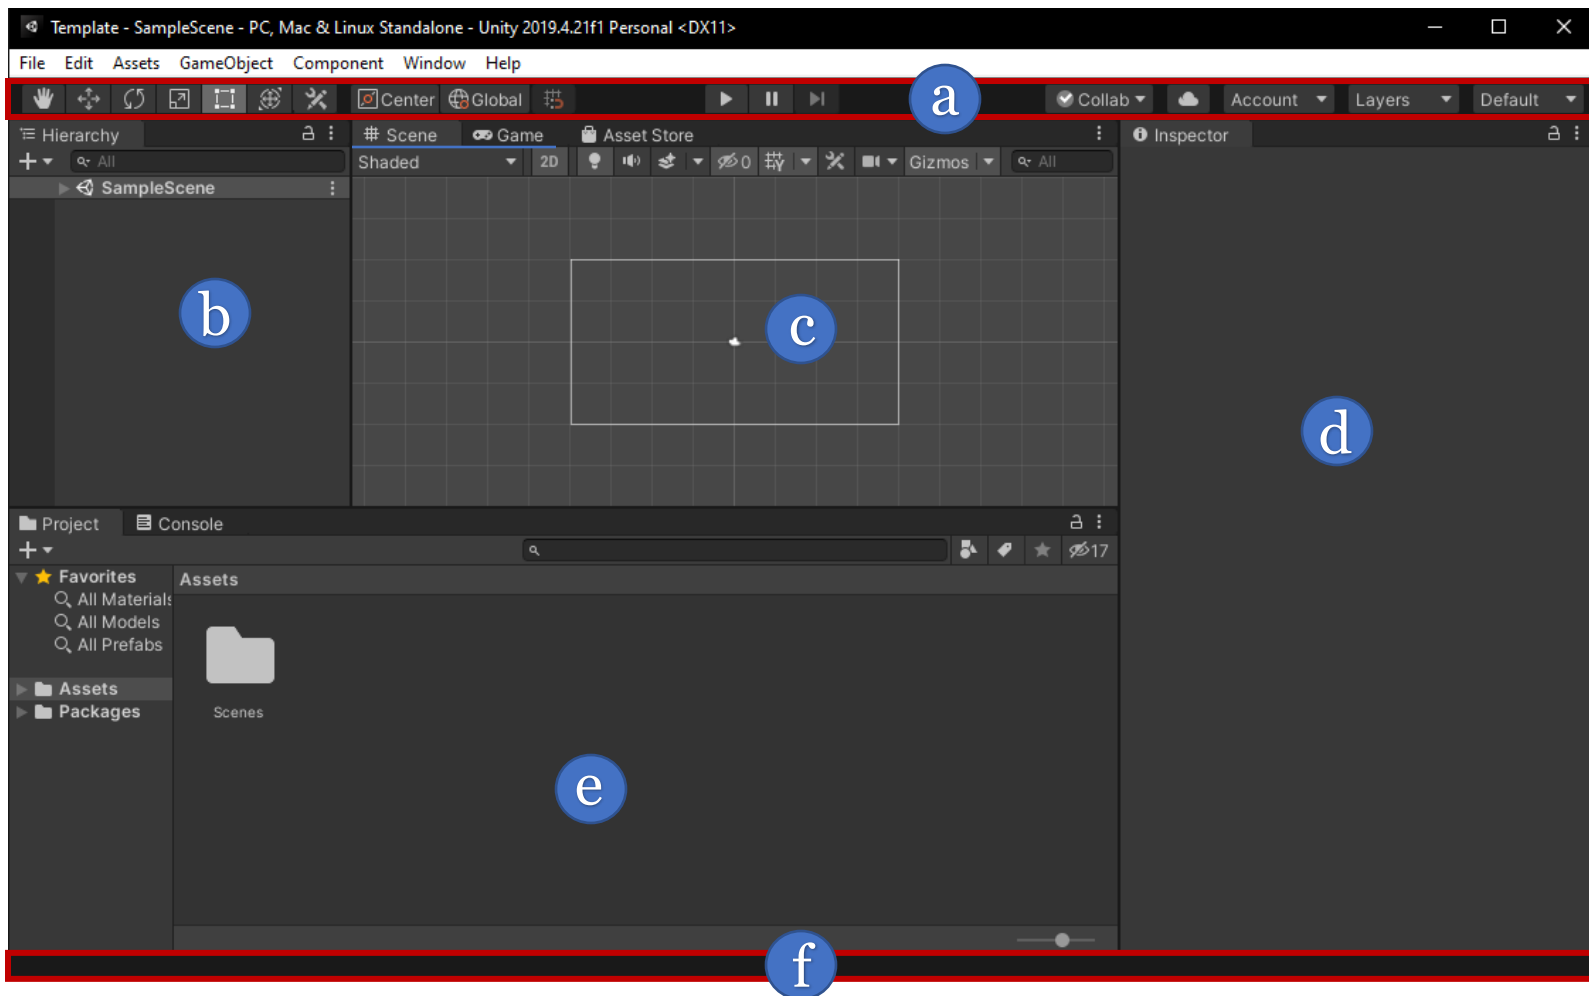 Template - SampleScene - PC, Mac & Linux Standalone - Unity 2019.4.21f1 Personal <DX11>
File Edit Assets GameObject Component Window Help
Center Global a Collab Account Layers Default
Hierarchy
All
SampleScene
b
Scene Game Asset Store
Shaded 2D 0 Gizmos All
c
Inspector
d
Project Console
17
Favorites
All Materials
All Models
All Prefabs
Assets
Packages
Assets
Scenes
e
f